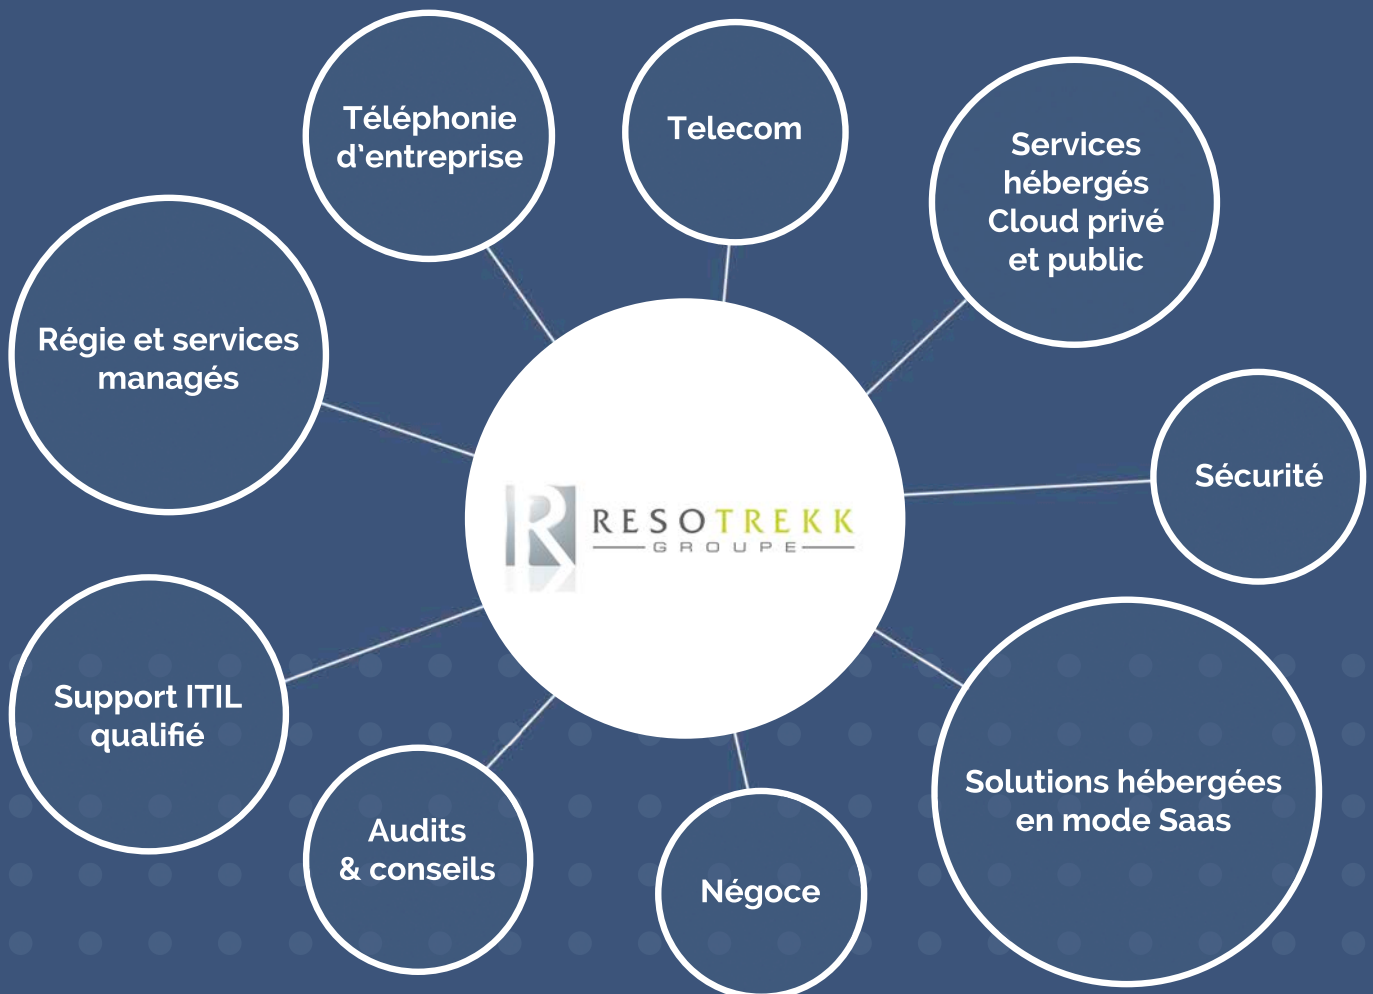 Téléphonie
d'entreprise
Telecom
Services
hébergés
Cloud privé
et public
Régie et services
managés
Sécurité
RESOTREKK
GROUPE
Support ITIL
qualifié
Solutions hébergées
en mode Saas
Audits
& conseils
Négoce